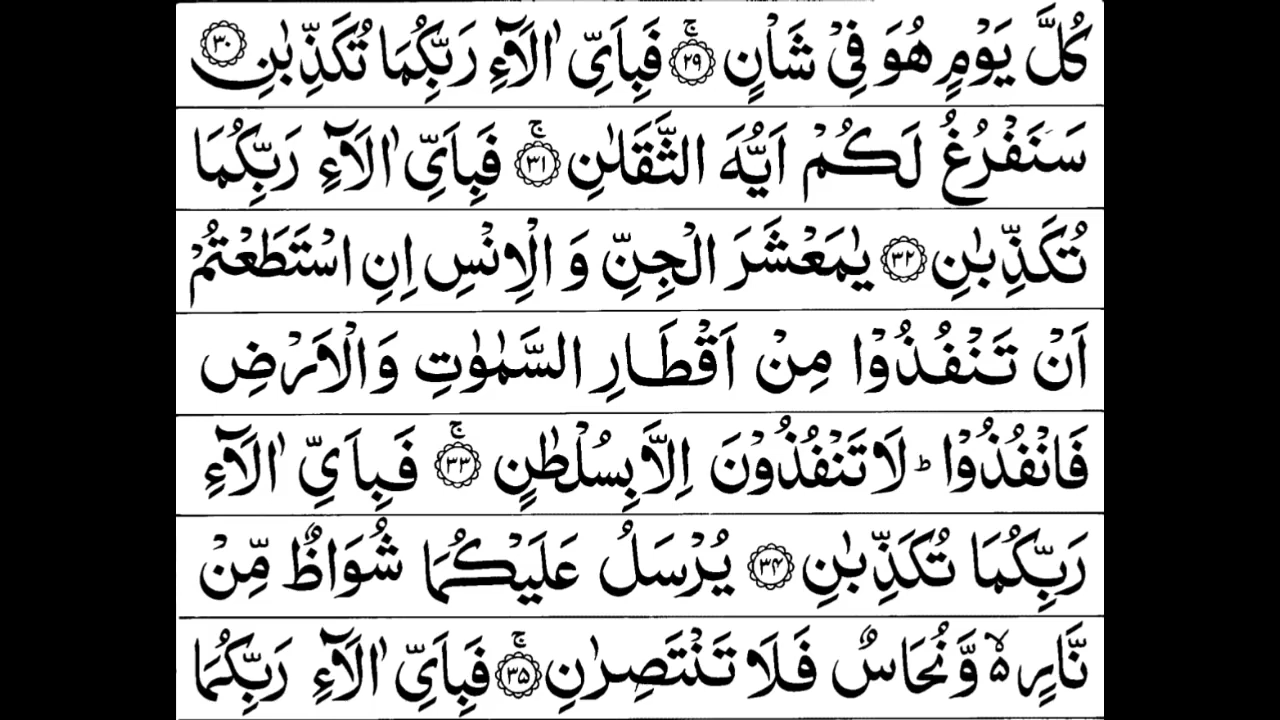 كُلَّ يَوْمٍ هُوَ فِيْ شَاْنٍ ۚ‏﴿۲۹﴾ فَبِاَيِّ اٰلَآءِ رَبِّكُمَا تُكَذِّبٰنِ ﴿۳۰﴾
سَنَفْرُغُ لَكُمْ اَيُّهَ الثَّقَلٰنِ ۚ‏﴿۳۱﴾ فَبِاَيِّ اٰلَآءِ رَبِّكُمَا
تُكَذِّبٰنِ ﴿۳۲﴾ يٰمَعْشَرَ الْجِنِّ وَ الْاِنْسِ اِنِ اسْتَطَعْتُمْ
اَنْ تَنْفُذُوْا مِنْ اَقْطَارِ السَّمٰوٰتِ وَالْاَرْضِ
فَانْفُذُوْا ؕ لَا تَنْفُذُوْنَ اِلَّا بِسُلْطٰنٍ ۚ‏﴿۳۳﴾ فَبِاَيِّ اٰلَآءِ
رَبِّكُمَا تُكَذِّبٰنِ ﴿۳۴﴾ يُرْسَلُ عَلَيْكُمَا شُوَاظٌ مِّنْ
نَّارٍ ۙ۵ وَّنُحَاسٌ فَلَا تَنْتَصِرٰنِ ۚ‏﴿۳۵﴾ فَبِاَيِّ اٰلَآءِ رَبِّكُمَا